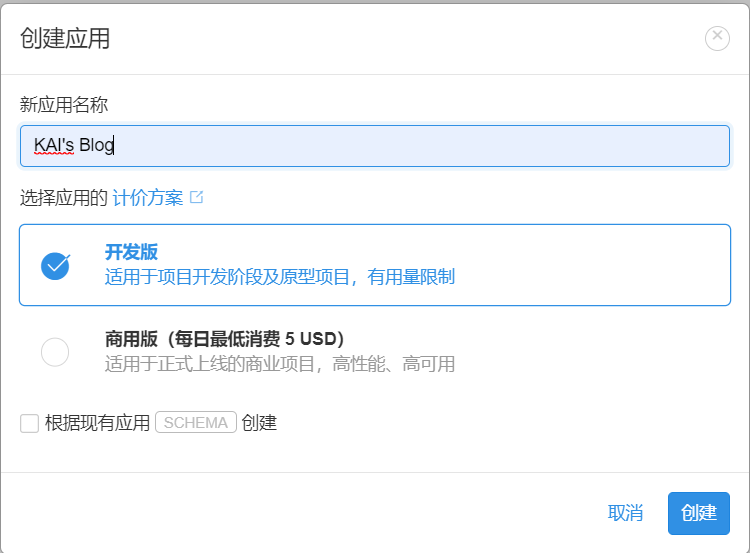 创建应用
新应用名称
KAI's Blog
选择应用的 计价方案
开发版
适用于项目开发阶段及原型项目，有用量限制
商用版（每日最低消费 5 USD）
适用于正式上线的商业项目，高性能、高可用
根据现有应用 SCHEMA 创建
取消 创建